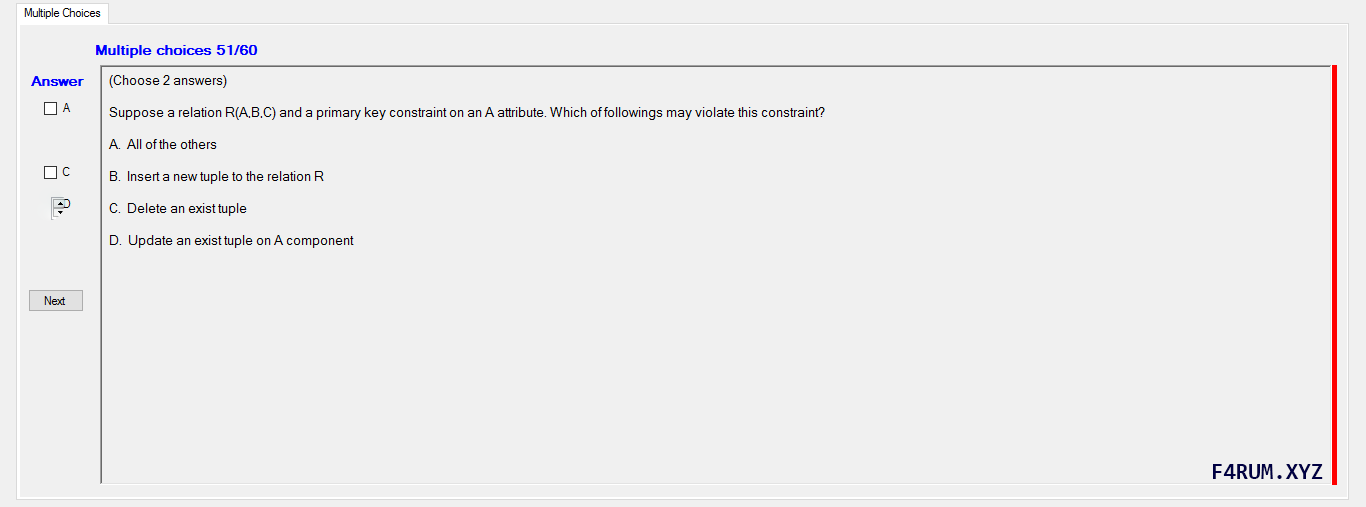 Multiple Choices
Multiple choices 51/60
Answer
(Choose 2 answers)
A
Suppose a relation R(A,B,C) and a primary key constraint on an A attribute. Which of followings may violate this constraint?
A. All of the others
C
B. Insert a new tuple to the relation R
D
C. Delete an exist tuple
D. Update an exist tuple on A component
Next
F4RUM.XYZ